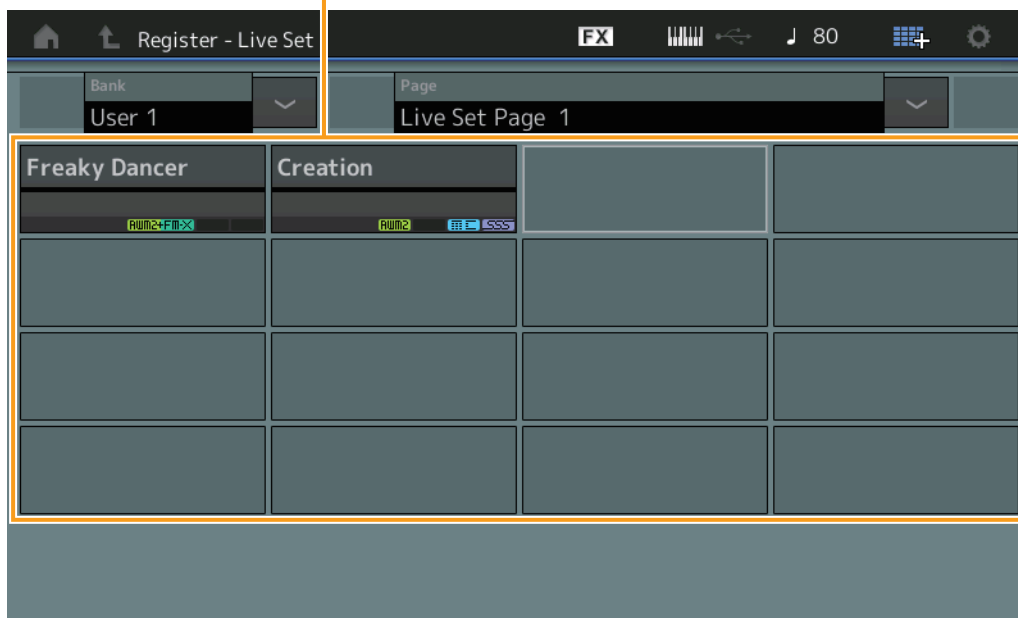 Register - Live Set
FX
80
Bank
User 1
Page
Live Set Page 1
Freaky Dancer
AWM2+FM-X
Creation
AWM2
SSS